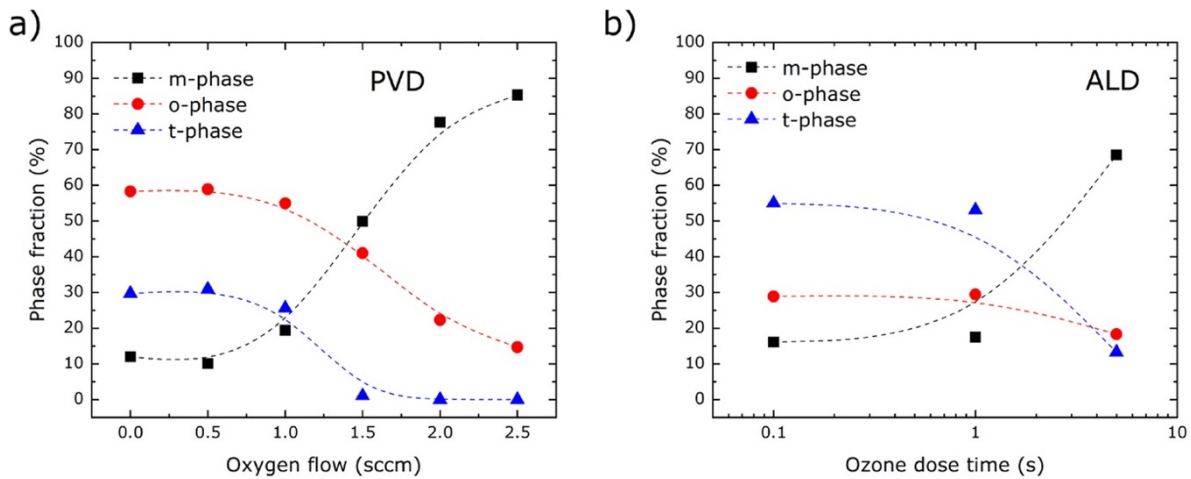 a)
PVD
m-phase
o-phase
t-phase
Phase fraction (%)
100
90
80
70
60
50
40
30
20
10
0
0.0 0.5 1.0 1.5 2.0 2.5
Oxygen flow (sccm)
b)
ALD
m-phase
o-phase
t-phase
Phase fraction (%)
100
90
80
70
60
50
40
30
20
10
0
0.1 1 10
Ozone dose time (s)